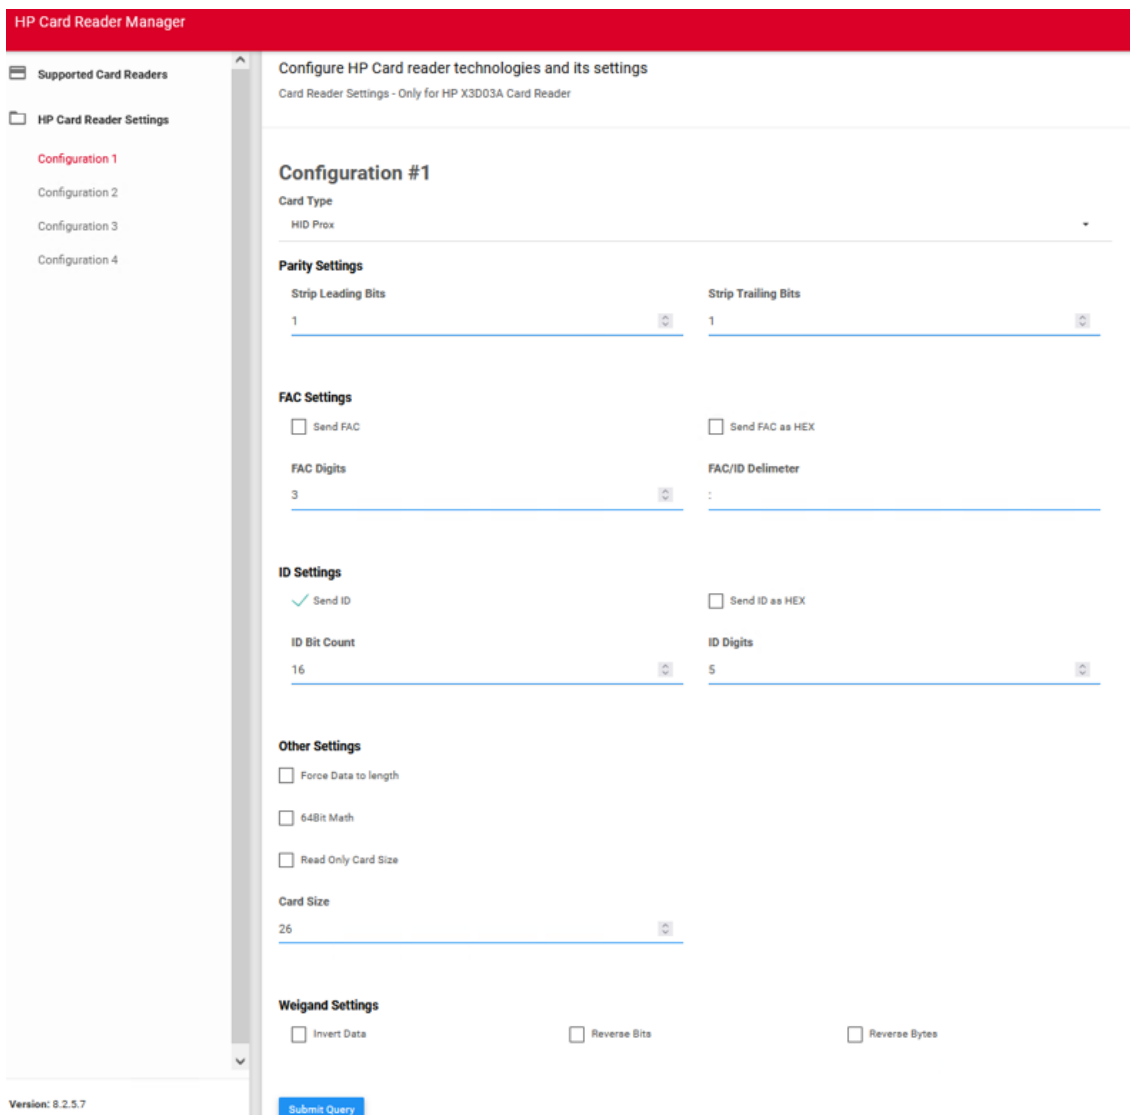 HP Card Reader Manager
Supported Card Readers
HP Card Reader Settings
Configuration 1
Configuration 2
Configuration 3
Configuration 4
Version: 8.2.5.7
Configure HP Card reader technologies and its settings
Card Reader Settings - Only for HP X3D03A Card Reader
Configuration #1
Card Type
HID Prox
Parity Settings
Strip Leading Bits Strip Trailing Bits
1 1
FAC Settings
Send FAC Send FAC as HEX
FAC Digits FAC/ID Delimeter
3 :
ID Settings
Send ID Send ID as HEX
ID Bit Count ID Digits
16 5
Other Settings
Force Data to length
64Bit Math
Read Only Card Size
Card Size
26
Weigand Settings
Invert Data Reverse Bits Reverse Bytes
Submit Query